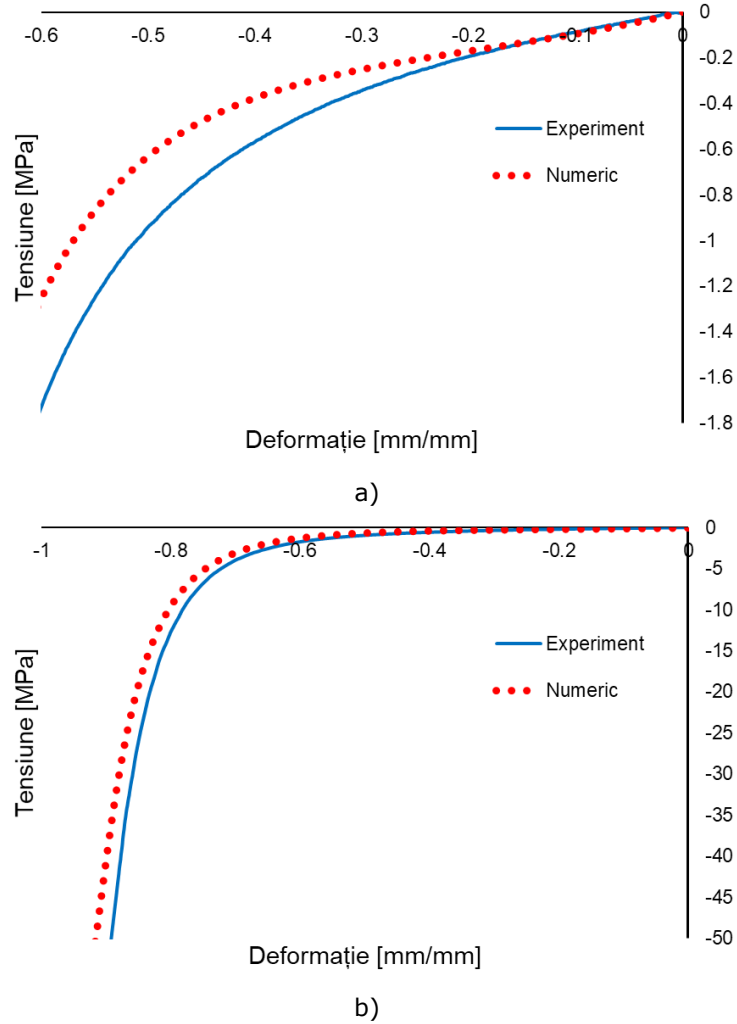 0
-0.6 -0.5 -0.4 -0.3 -0.2 -0.1 0
-0.2
-0.4
Experiment
-0.6
Numeric
-0.8
Tensiune [MPa]
-1
-1.2
-1.4
-1.6
-1.8
Deformație [mm/mm]
a)
0
-1 -0.8 -0.6 -0.4 -0.2 0
-5
-10
Experiment
-15
Numeric
-20
Tensiune [MPa]
-25
-30
-35
-40
-45
-50
Deformație [mm/mm]
b)